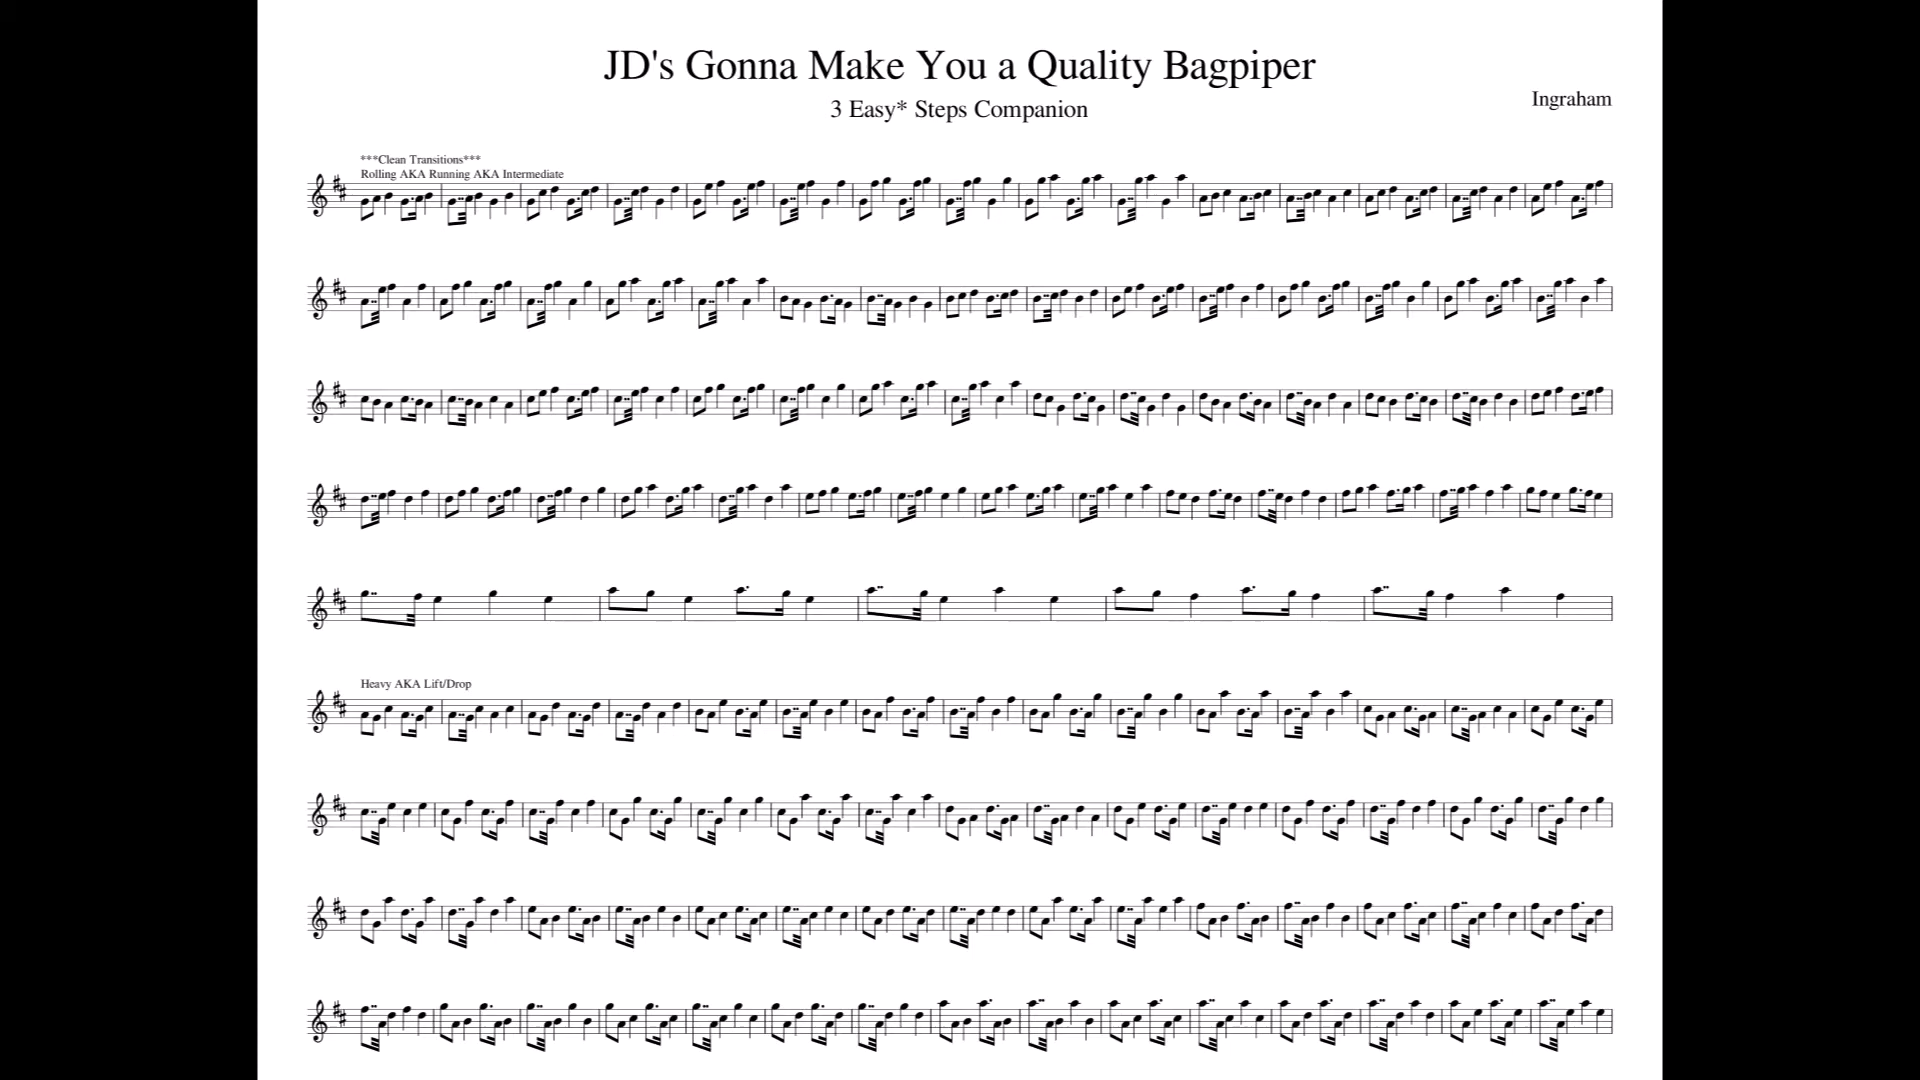 JD's Gonna Make You a Quality Bagpiper
3 Easy* Steps Companion
Ingraham
***Clean Transitions***
Rolling AKA Running AKA Intermediate
Heavy AKA Lift/Drop